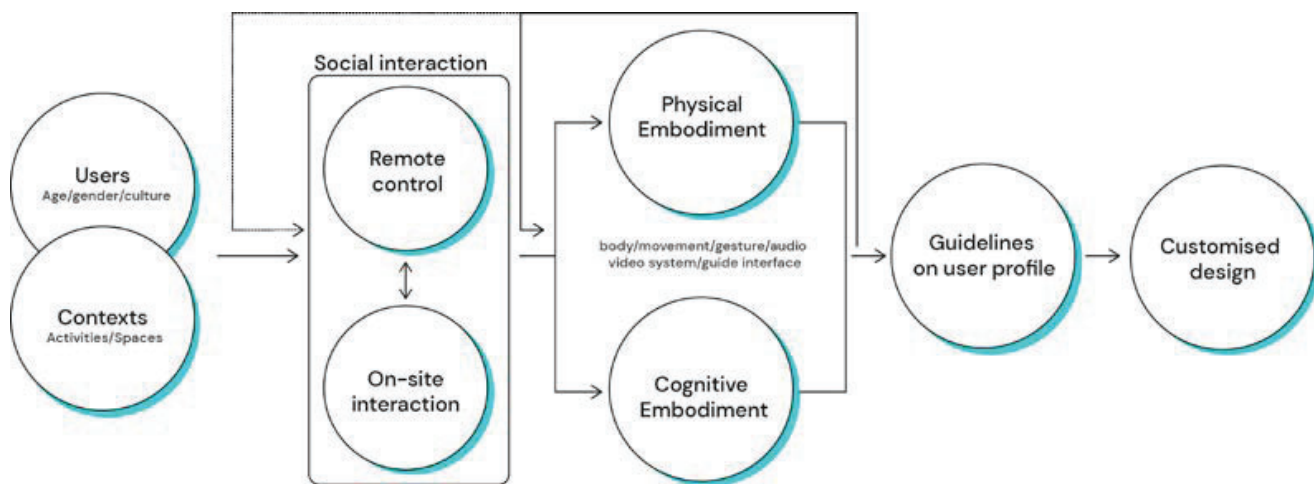 Social interaction
Users
Age/gender/culture
Contexts
Activities/Spaces
Remote
control
On-site
interaction
Physical
Embodiment
body/movement/gesture/audio
video system/guide interface
Cognitive
Embodiment
Guidelines
on user profile
Customised
design